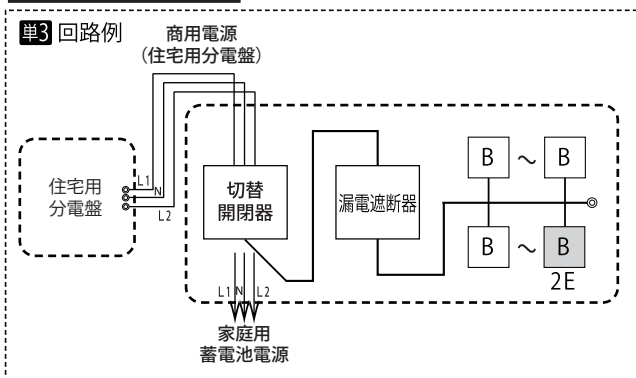 単3 回路例
商用電源
(住宅用分電盤)
住宅用
分電盤
L1
N
L2
切替
開閉器
漏電遮断器
B ～ B
B ～ B
2E
L1 N L2
家庭用
蓄電池電源